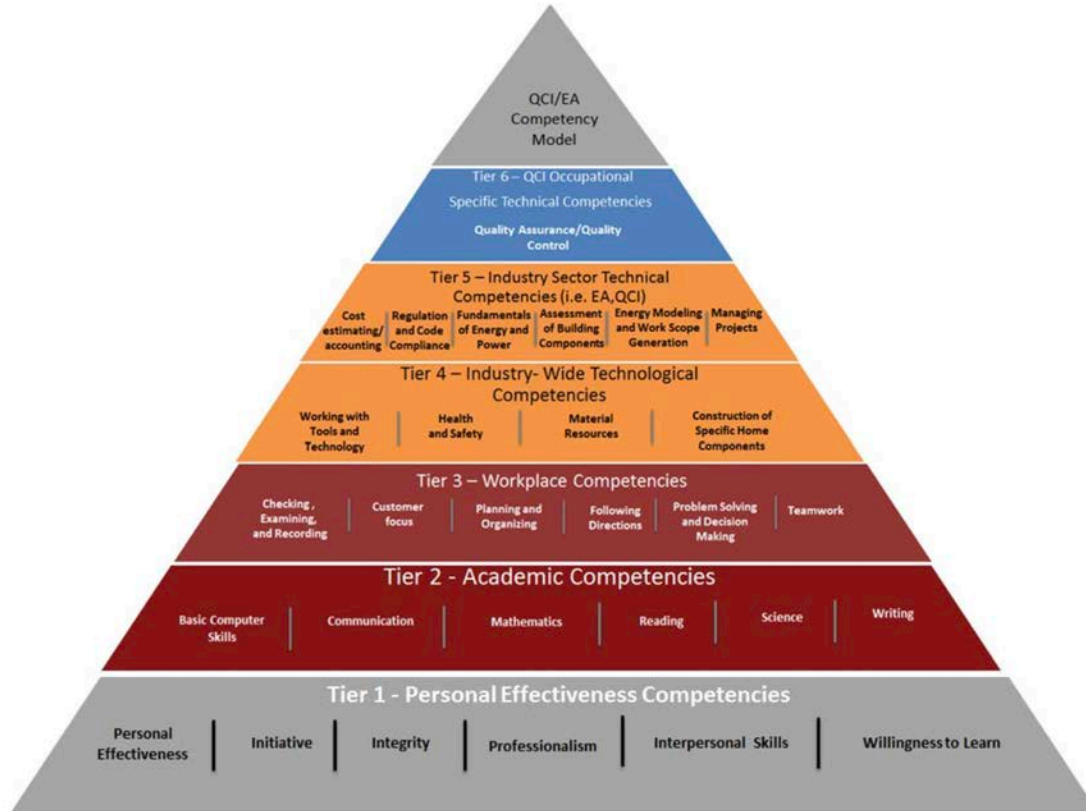 QCI/EA
Competency
Model
Tier 6 – QCI Occupational
Specific Technical Competencies
Quality Assurance/Quality
Control
Tier 5 – Industry Sector Technical
Competencies (i.e. EA,QCI)
Cost
estimating/
accounting
Regulation
and Code
Compliance
Fundamentals
of Energy and
Power
Assessment
of Building
Components
Energy Modeling
and Work Scope
Generation
Managing
Projects
Tier 4 – Industry- Wide Technological
Competencies
Working with
Tools and
Technology
Health
and Safety
Material
Resources
Construction of
Specific Home
Components
Tier 3 – Workplace Competencies
Checking ,
Examining,
and Recording
Customer
focus
Planning and
Organizing
Following
Directions
Problem Solving
and Decision
Making
Teamwork
Tier 2 - Academic Competencies
Basic Computer
Skills
Communication
Mathematics
Reading
Science
Writing
Tier 1 - Personal Effectiveness Competencies
Personal
Effectiveness
Initiative
Integrity
Professionalism
Interpersonal Skills
Willingness to Learn